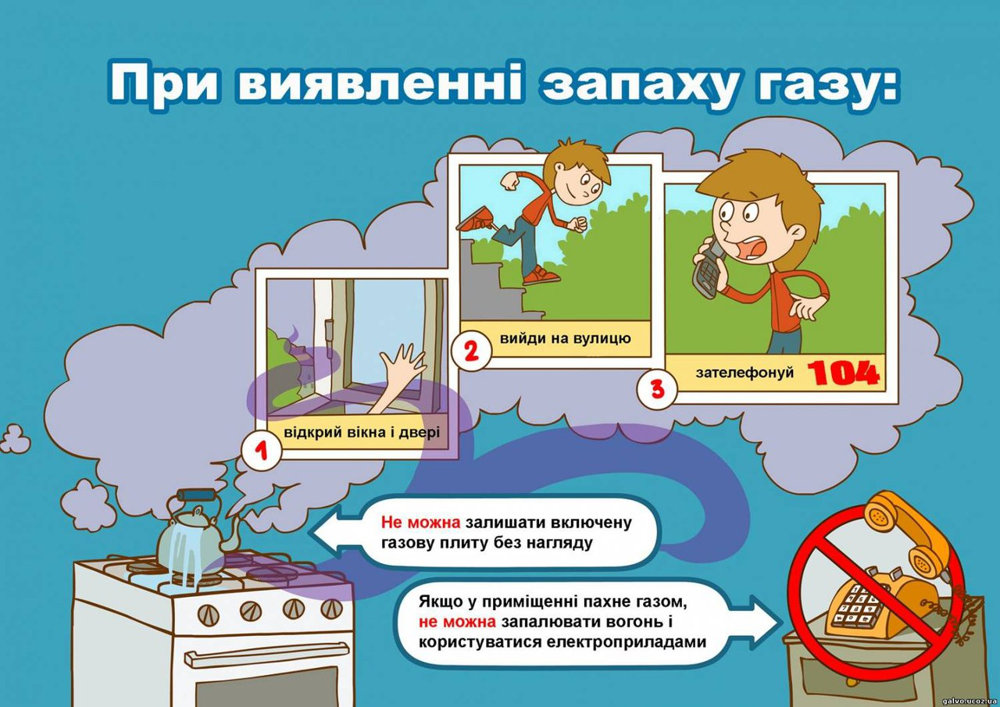 При виявленні запаху газу:
1
відкрий вікна і двері
2
вийди на вулицю
3
зателефонуй 104
Не можна залишати включену
газову плиту без нагляду
Якщо у приміщенні пахне газом,
не можна запалювати вогонь і
користуватися електроприладами
galvo.ucoz.ua